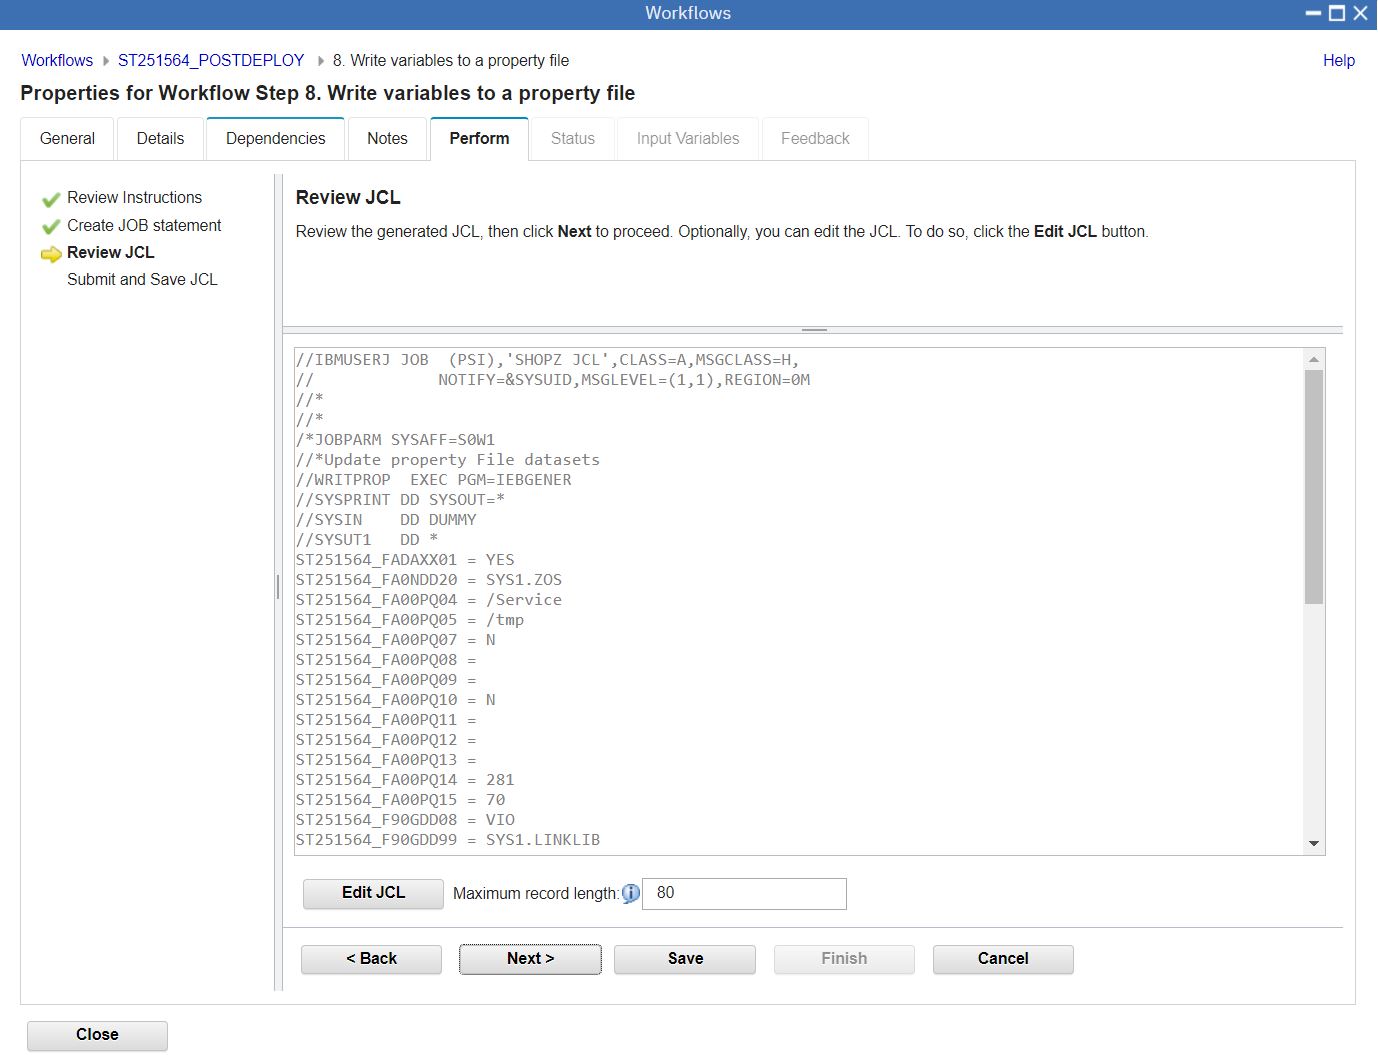 Workflows
Workflows ST251564_POSTDEPLOY 8. Write variables to a property file
Help
Properties for Workflow Step 8. Write variables to a property file
General Details Dependencies Notes Perform Status Input Variables Feedback
Review Instructions
Create JOB statement
Review JCL
Submit and Save JCL
Review JCL
Review the generated JCL, then click Next to proceed. Optionally, you can edit the JCL. To do so, click the Edit JCL button.
//IBMUSERJ JOB  (PSI),'SHOPZ JCL',CLASS=A,MSGCLASS=H,
//             NOTIFY=&SYSUID,MSGLEVEL=(1,1),REGION=0M
//*
//*
/*JOBPARM SYSAFF=S0W1
//*Update property File datasets
//WRITPROP  EXEC PGM=IEBGENER
//SYSPRINT DD SYSOUT=*
//SYSIN    DD DUMMY
//SYSUT1   DD *
ST251564_FADAXX01 = YES
ST251564_FA0NDD20 = SYS1.ZOS
ST251564_FA00PQ04 = /Service
ST251564_FA00PQ05 = /tmp
ST251564_FA00PQ07 = N
ST251564_FA00PQ08 =
ST251564_FA00PQ09 =
ST251564_FA00PQ10 = N
ST251564_FA00PQ11 =
ST251564_FA00PQ12 =
ST251564_FA00PQ13 =
ST251564_FA00PQ14 = 281
ST251564_FA00PQ15 = 70
ST251564_F90GDD08 = VIO
ST251564_F90GDD99 = SYS1.LINKLIB
Edit JCL Maximum record length: 80
< Back Next > Save Finish Cancel
Close